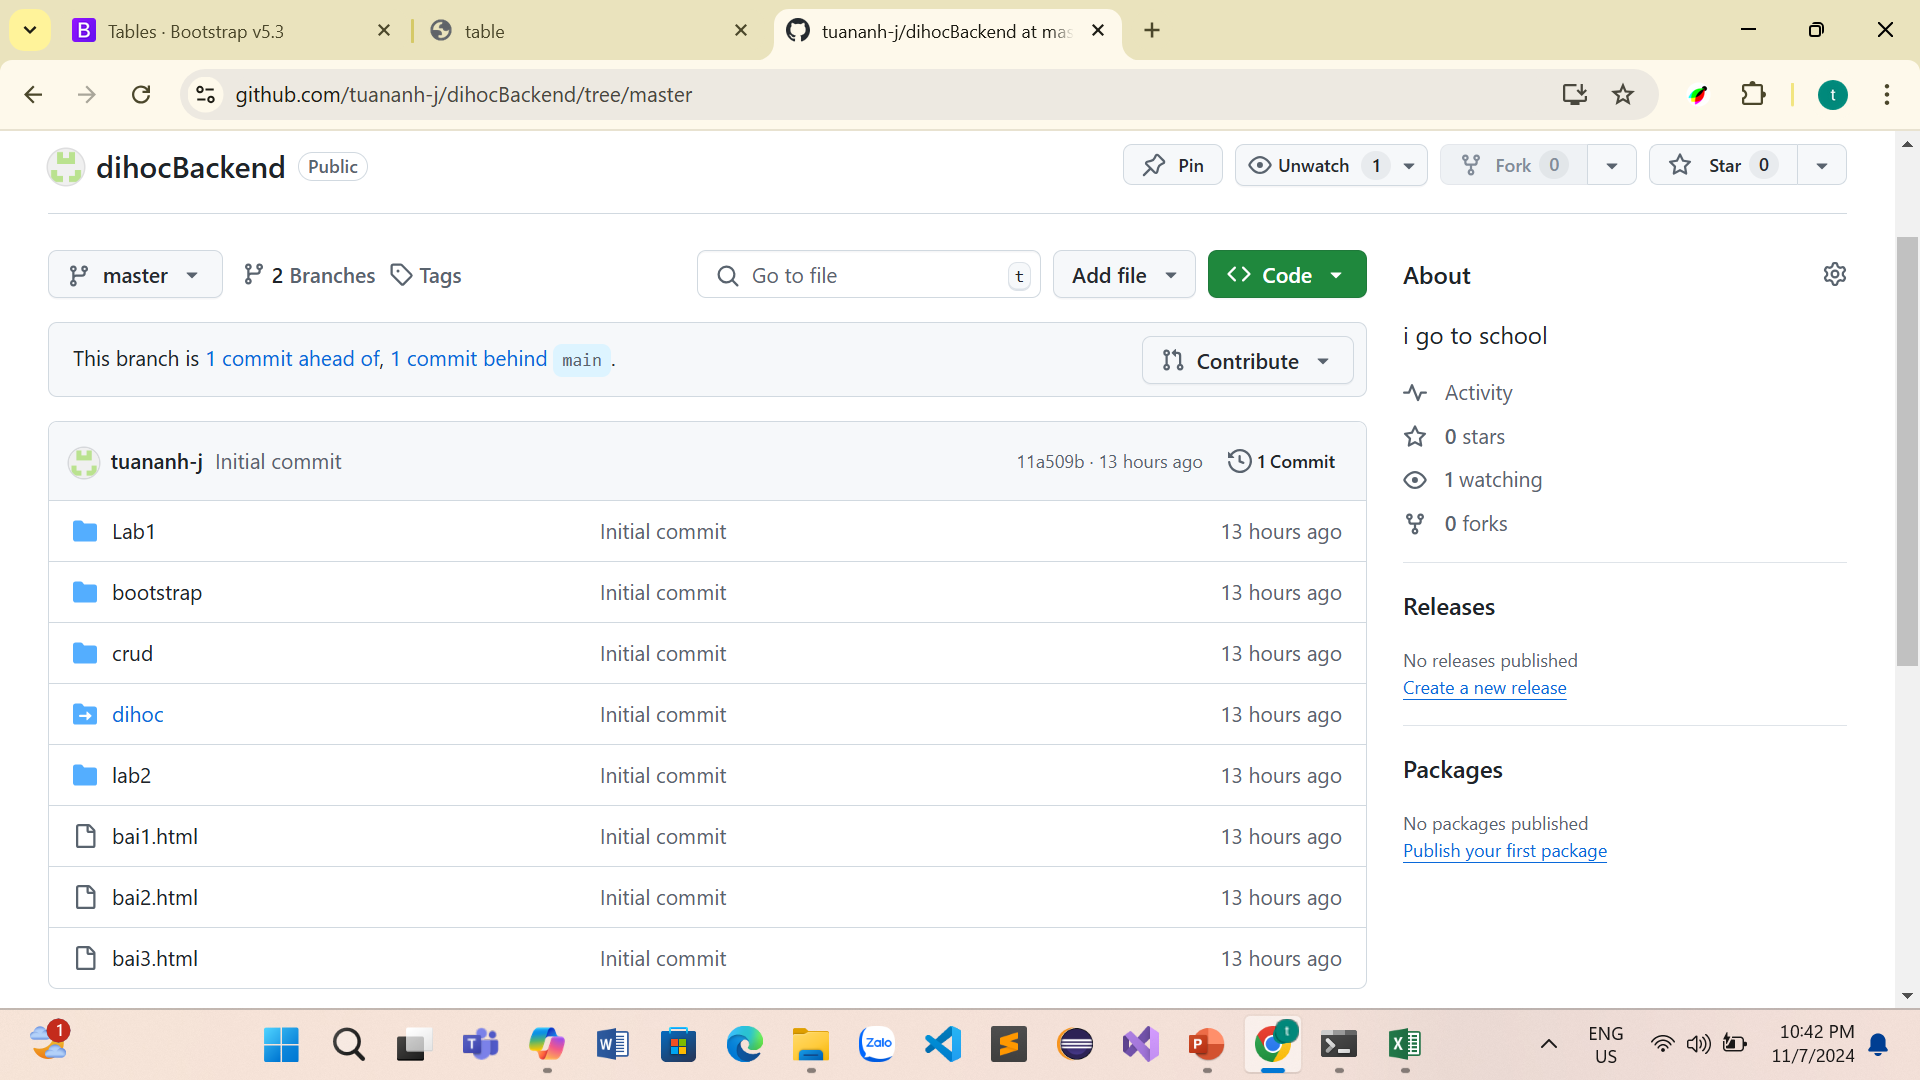 Tables · Bootstrap v5.3
table
tuananh-j/dihocBackend at mas
github.com/tuananh-j/dihocBackend/tree/master
t
dihocBackend
Public
Pin
Unwatch 1
Fork 0
Star 0
master
2 Branches
Tags
Go to file
t
Add file
Code
This branch is 1 commit ahead of, 1 commit behind main.
Contribute
tuananh-j Initial commit
11a509b · 13 hours ago
1 Commit
Lab1 Initial commit 13 hours ago
bootstrap Initial commit 13 hours ago
crud Initial commit 13 hours ago
dihoc Initial commit 13 hours ago
lab2 Initial commit 13 hours ago
bai1.html Initial commit 13 hours ago
bai2.html Initial commit 13 hours ago
bai3.html Initial commit 13 hours ago
About
i go to school
Activity
0 stars
1 watching
0 forks
Releases
No releases published
Create a new release
Packages
No packages published
Publish your first package
1
Zalo
t
ENG
US
10:42 PM
11/7/2024